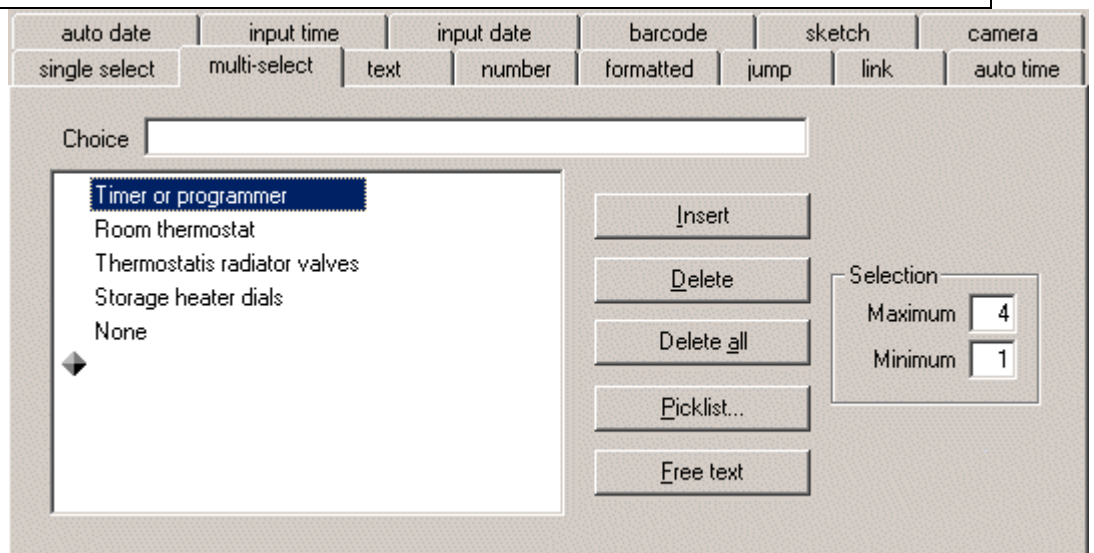 auto date input time input date barcode sketch camera
single select multi-select text number formatted jump link auto time
Choice
Timer or programmer
Room thermostat
Thermostatis radiator valves
Storage heater dials
None
Insert
Delete
Delete all
Picklist...
Free text
Selection
Maximum 4
Minimum 1